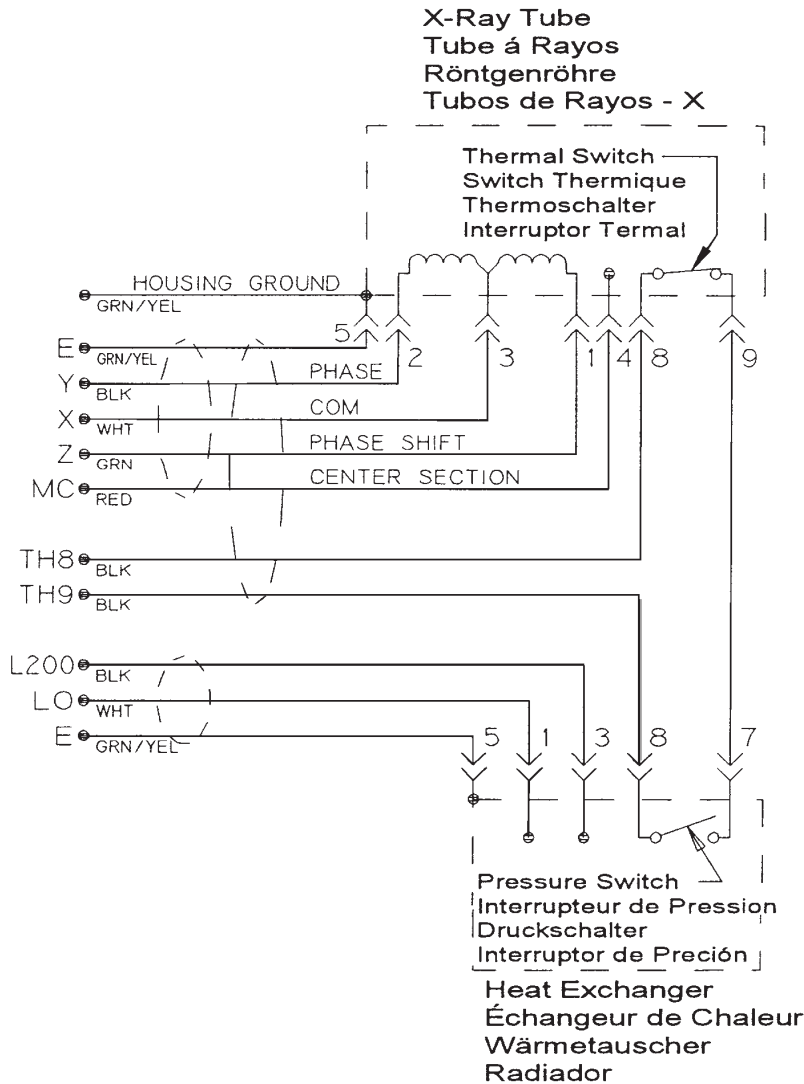 X-Ray Tube
Tube á Rayos
Röntgenröhre
Tubos de Rayos - X
Thermal Switch
Switch Thermique
Thermoschalter
Interruptor Termal
HOUSING GROUND
GRN/YEL
5 2 3 1 4 8 9
E GRN/YEL
Y BLK PHASE
X WHT COM
Z GRN PHASE SHIFT
MC RED CENTER SECTION
TH8 BLK
TH9 BLK
L200 BLK
LO WHT
E GRN/YEL
5 1 3 8 7
Pressure Switch
Interrupteur de Pression
Druckschalter
Interruptor de Preción
Heat Exchanger
Échangeur de Chaleur
Wärmetauscher
Radiador